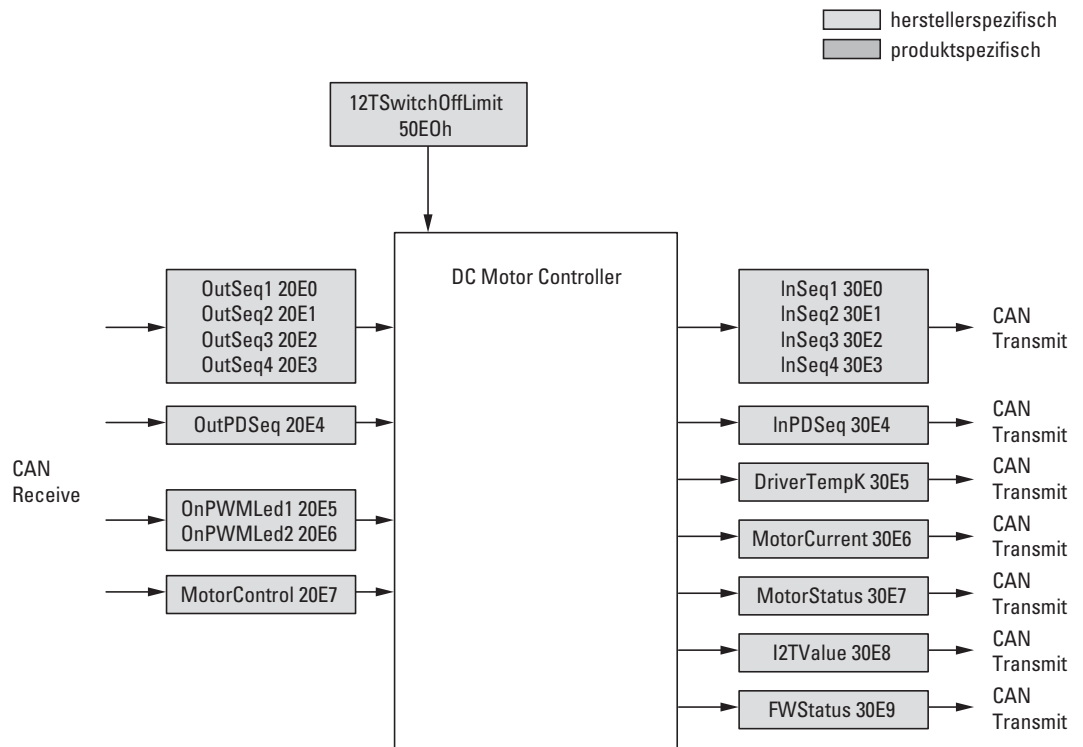 herstellerspezifisch
produktspezifisch
12TSwitchOffLimit
50EOh
DC Motor Controller
OutSeq1 20E0
OutSeq2 20E1
OutSeq3 20E2
OutSeq4 20E3
OutPDSeq 20E4
CAN
Receive
OnPWMLed1 20E5
OnPWMLed2 20E6
MotorControl 20E7
InSeq1 30E0
InSeq2 30E1
InSeq3 30E2
InSeq4 30E3
CAN
Transmit
InPDSeq 30E4
CAN
Transmit
DriverTempK 30E5
CAN
Transmit
MotorCurrent 30E6
CAN
Transmit
MotorStatus 30E7
CAN
Transmit
I2TValue 30E8
CAN
Transmit
FWStatus 30E9
CAN
Transmit